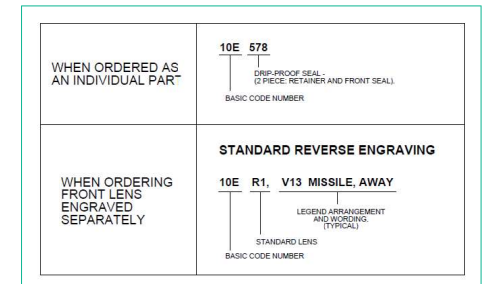 WHEN ORDERED AS
AN INDIVIDUAL PART
10E 578
DRIP-PROOF SEAL -
(2 PIECE: RETAINER AND FRONT SEAL).
BASIC CODE NUMBER
STANDARD REVERSE ENGRAVING
WHEN ORDERING
FRONT LENS
ENGRAVED
SEPARATELY
10E R1, V13 MISSILE, AWAY
LEGEND ARRANGEMENT
AND WORDING.
(TYPICAL)
STANDARD LENS
BASIC CODE NUMBER